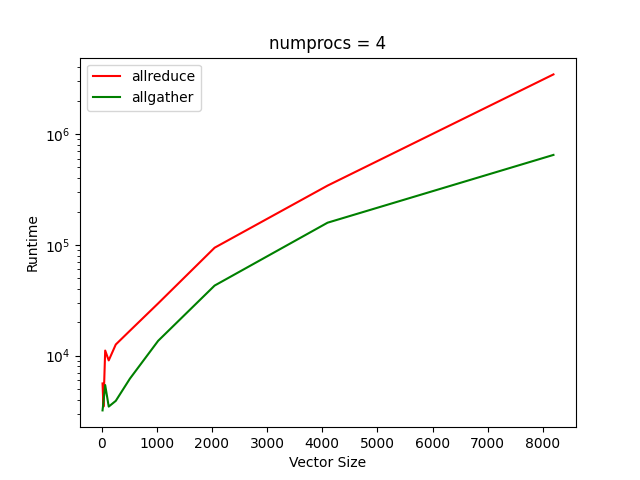 numprocs = 4
allreduce
allgather
Runtime
10^6
10^5
10^4
0 1000 2000 3000 4000 5000 6000 7000 8000
Vector Size